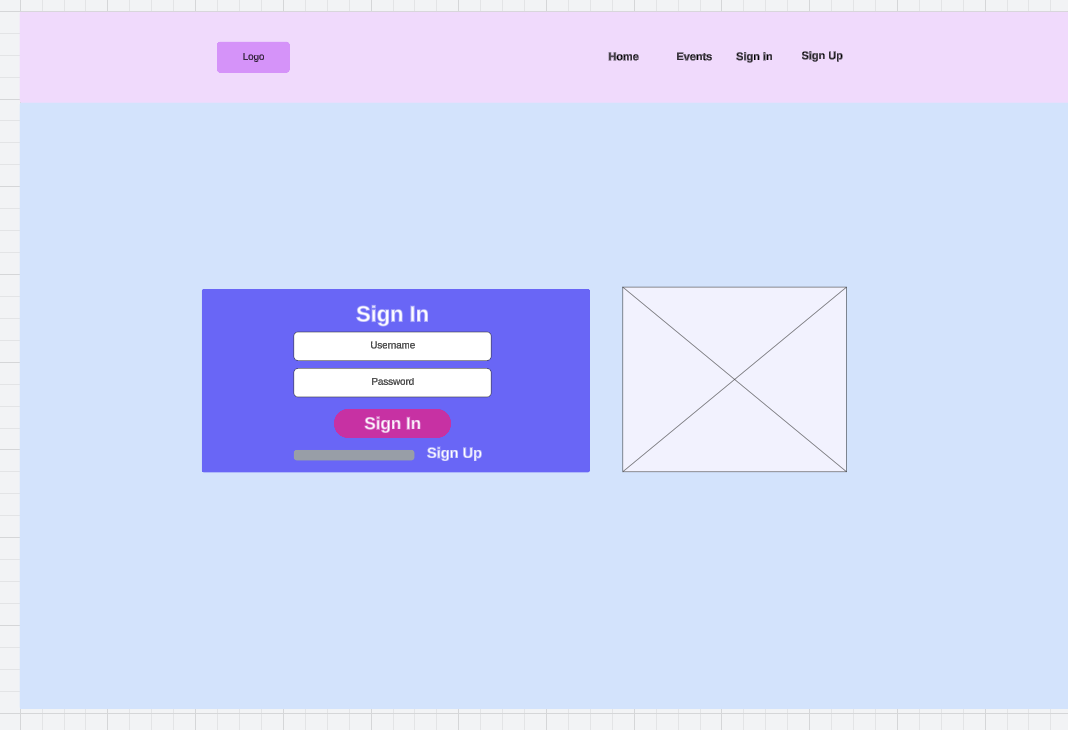 Logo
Home Events Sign in Sign Up
Sign In
Username
Password
Sign In
Sign Up